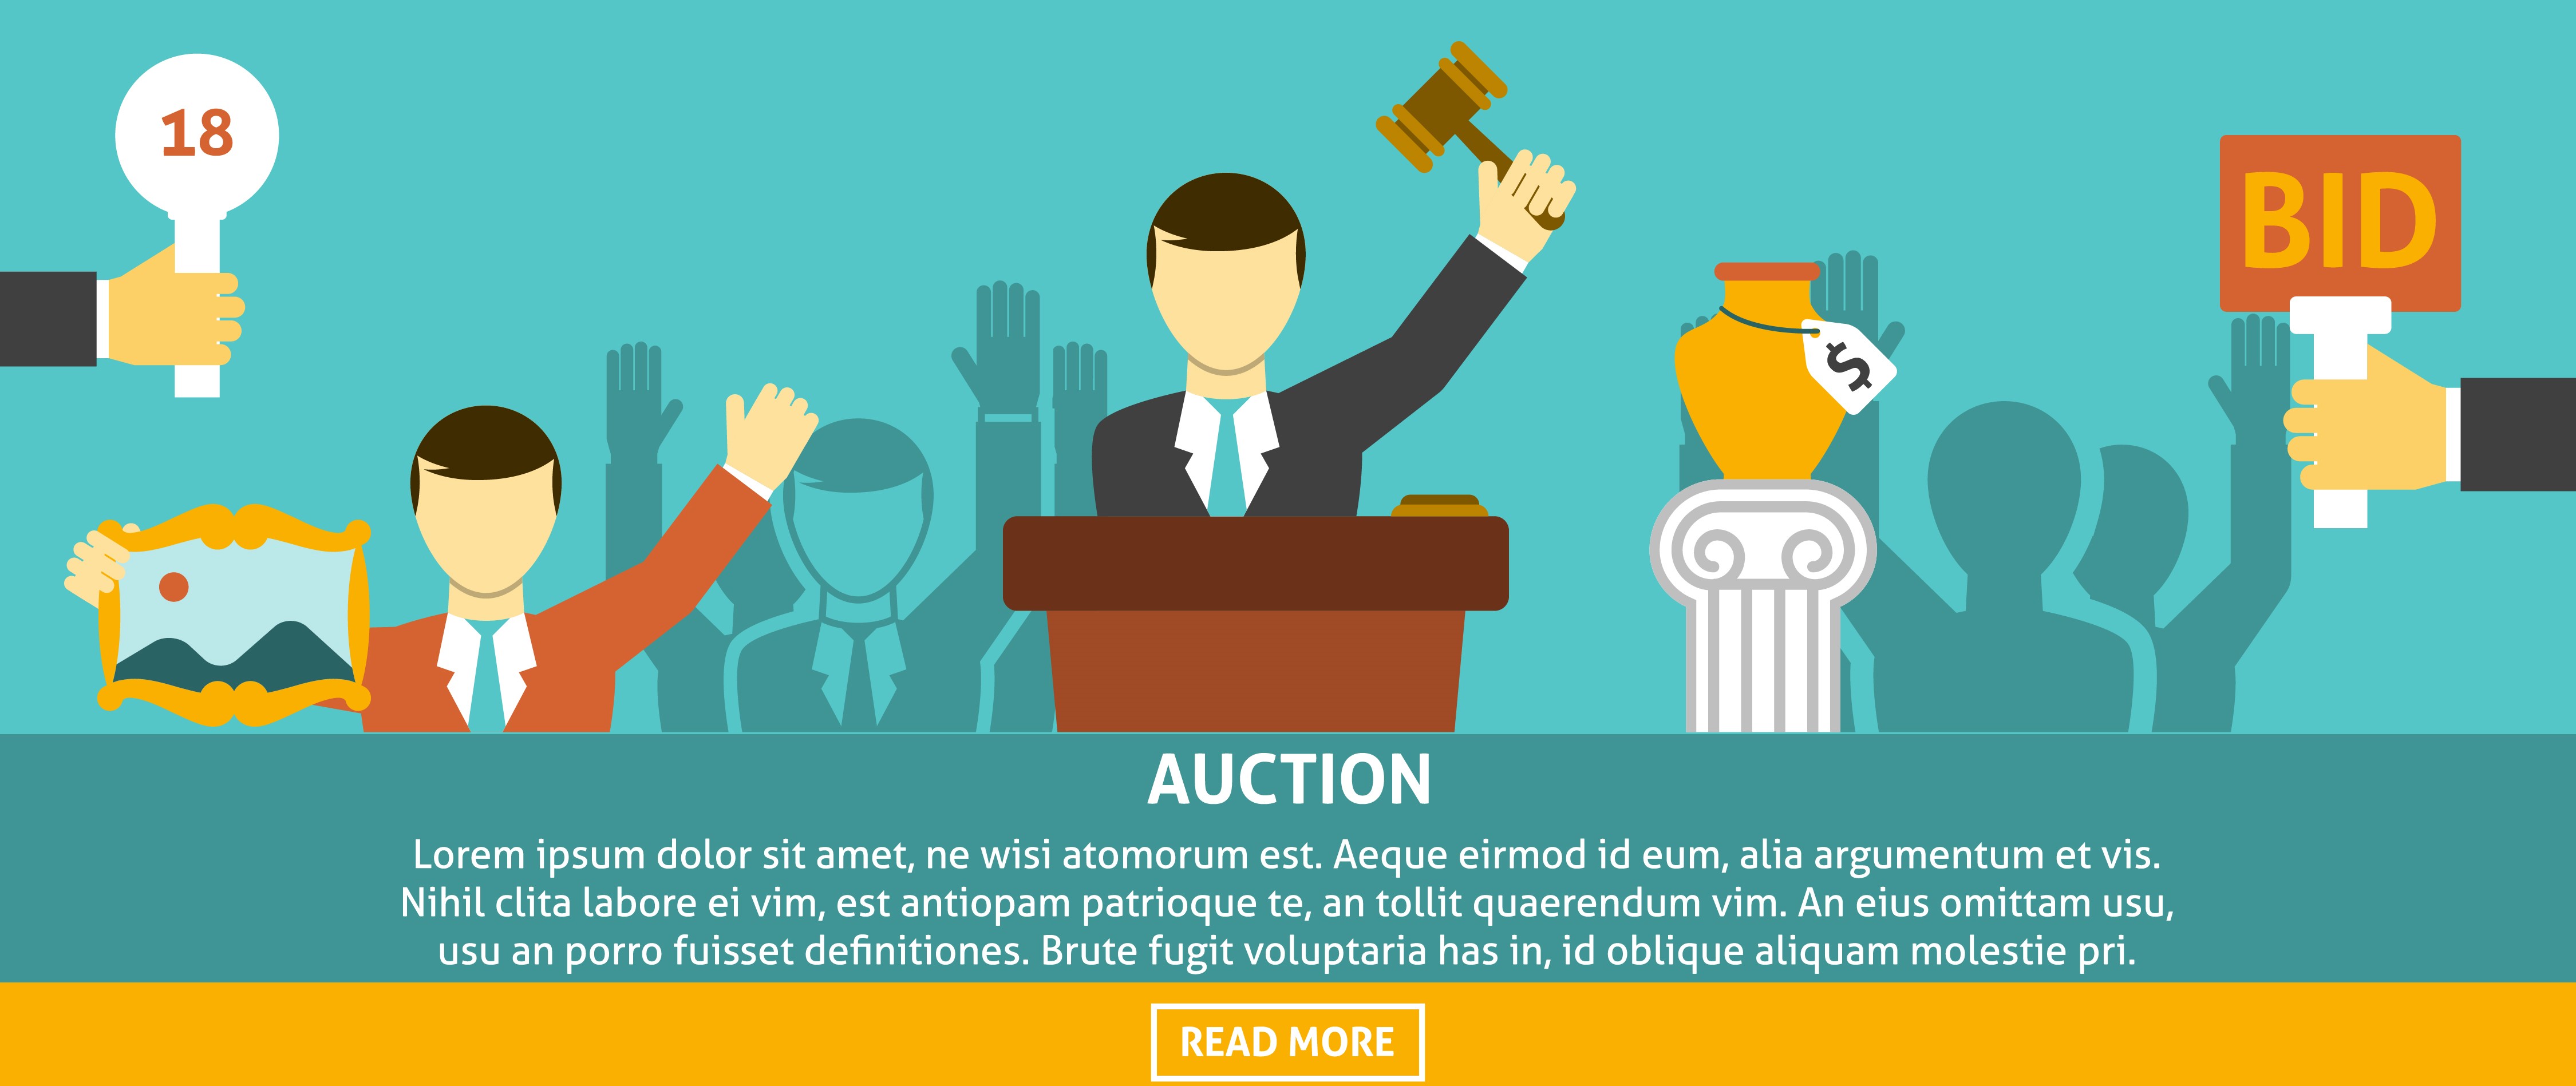 18
BID
$
AUCTION
Lorem ipsum dolor sit amet, ne wisi atomorum est. Aeque eirmod id eum, alia argumentum et vis.
Nihil clita labore ei vim, est antiopam patrioque te, an tollit quaerendum vim. An eius omittam usu,
usu an porro fuisset definitiones. Brute fugit voluptaria has in, id oblique aliquam molestie pri.
READ MORE